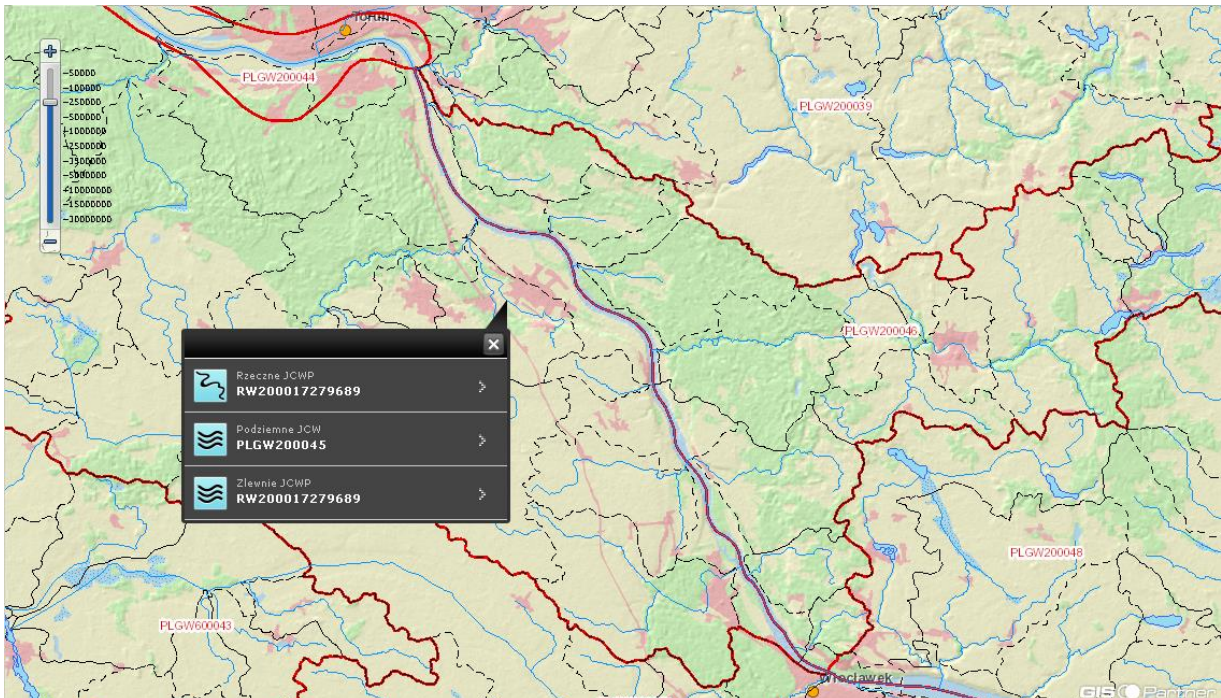 Toruń
PLGW200044
-50000
-100000
-250000
-500000
-1000000
-2500000
-3500000
-10000000
-15000000
-30000000
PLGW200039
PLGW200046
Rzeczne JCWP
RW200017279689
Podziemne JCW
PLGW200045
Zlewnie JCWP
RW200017279689
PLGW200048
PLGW600043
Włocławek
GIS Partner